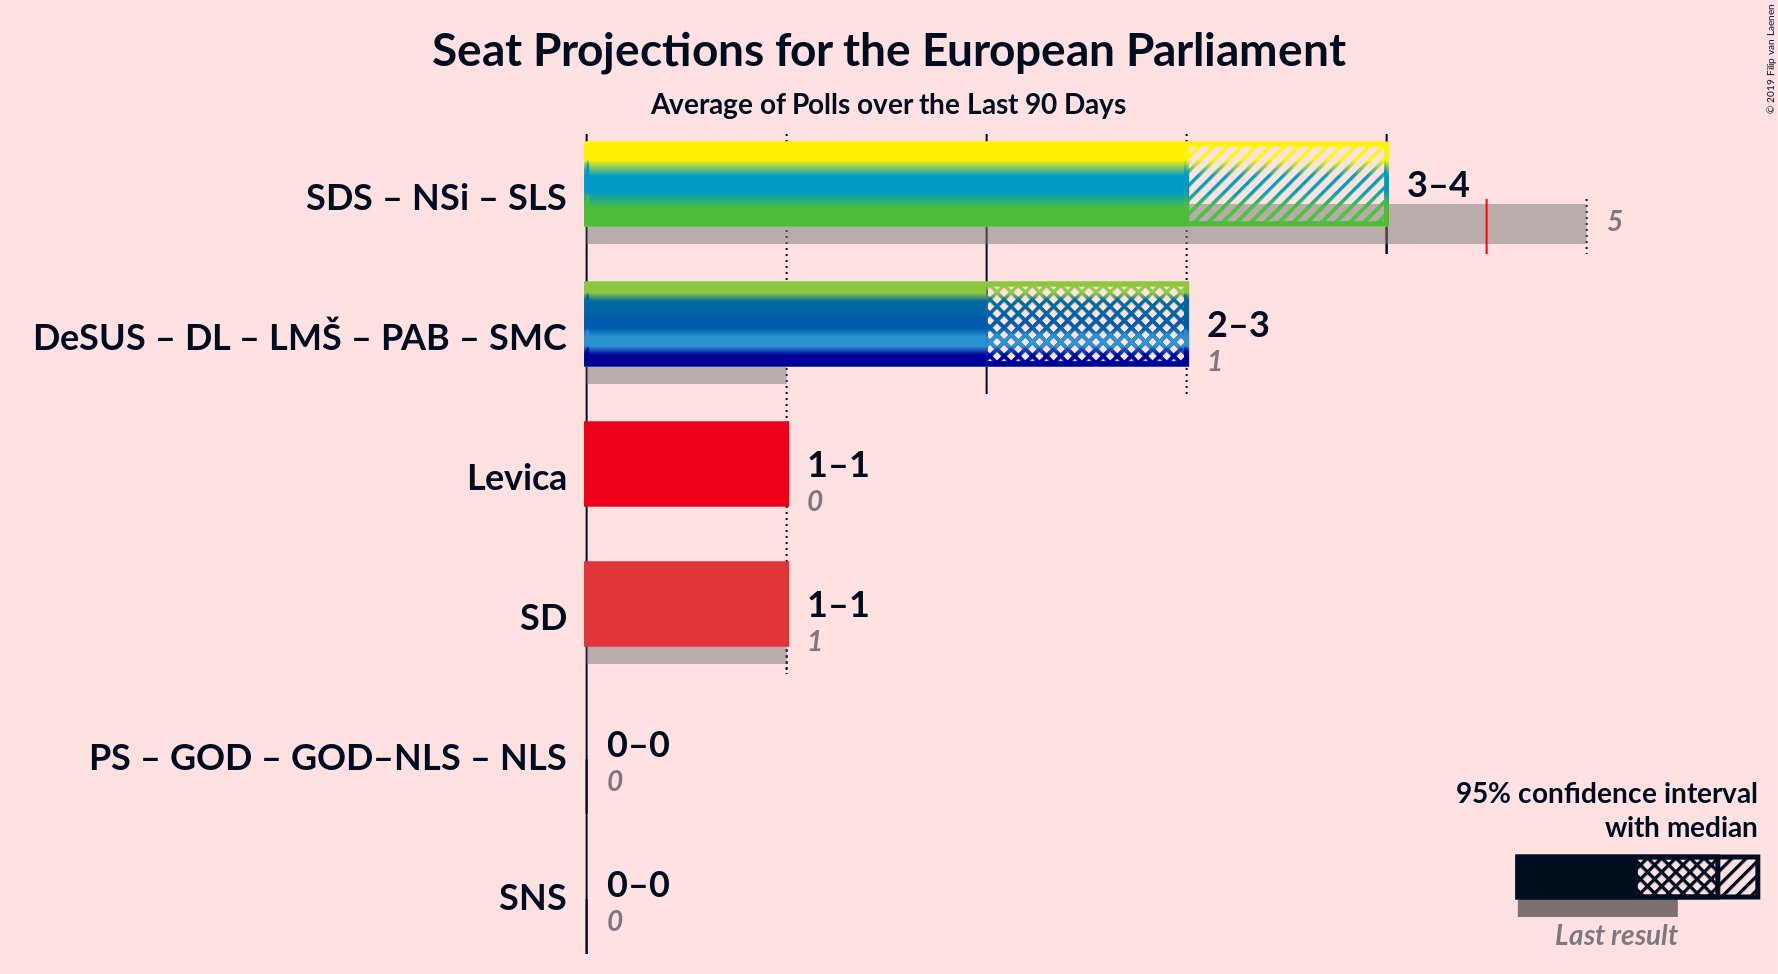 Seat Projections for the European Parliament
Average of Polls over the Last 90 Days
© 2019 Filip van Laenen
SDS – NSi – SLS
3–4
5
DeSUS – DL – LMŠ – PAB – SMC
2–3
1
Levica
1–1
0
SD
1–1
1
PS – GOD – GOD–NLS – NLS
0–0
0
SNS
0–0
0
95% confidence interval
with median
Last result